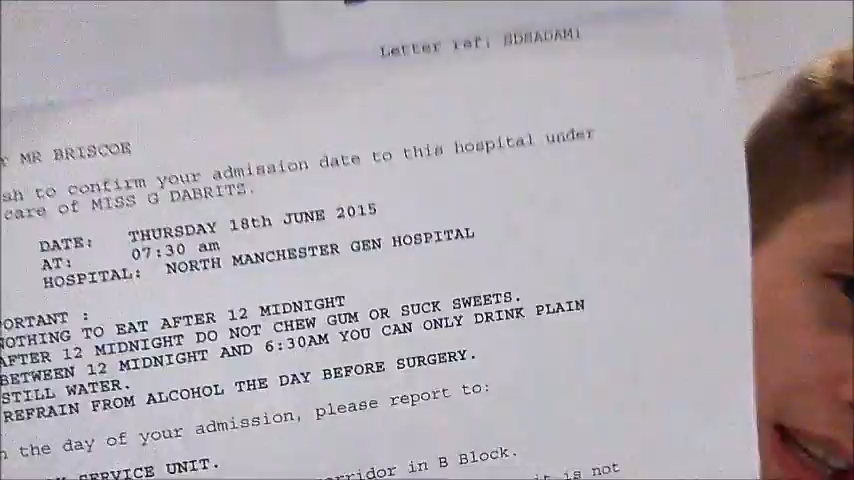 Letter ref: SDSADAM1
MR BRISCOE
sh to confirm your admission date to this hospital under
care of MISS G DABRITS.
DATE: THURSDAY 18th JUNE 2015
AT: 07:30 am
HOSPITAL: NORTH MANCHESTER GEN HOSPITAL
PORTANT :
NOTHING TO EAT AFTER 12 MIDNIGHT
AFTER 12 MIDNIGHT DO NOT CHEW GUM OR SUCK SWEETS.
BETWEEN 12 MIDNIGHT AND 6:30AM YOU CAN ONLY DRINK PLAIN
STILL WATER.
REFRAIN FROM ALCOHOL THE DAY BEFORE SURGERY.
n the day of your admission, please report to:
SERVICE UNIT.
rridor in B Block.
it is not